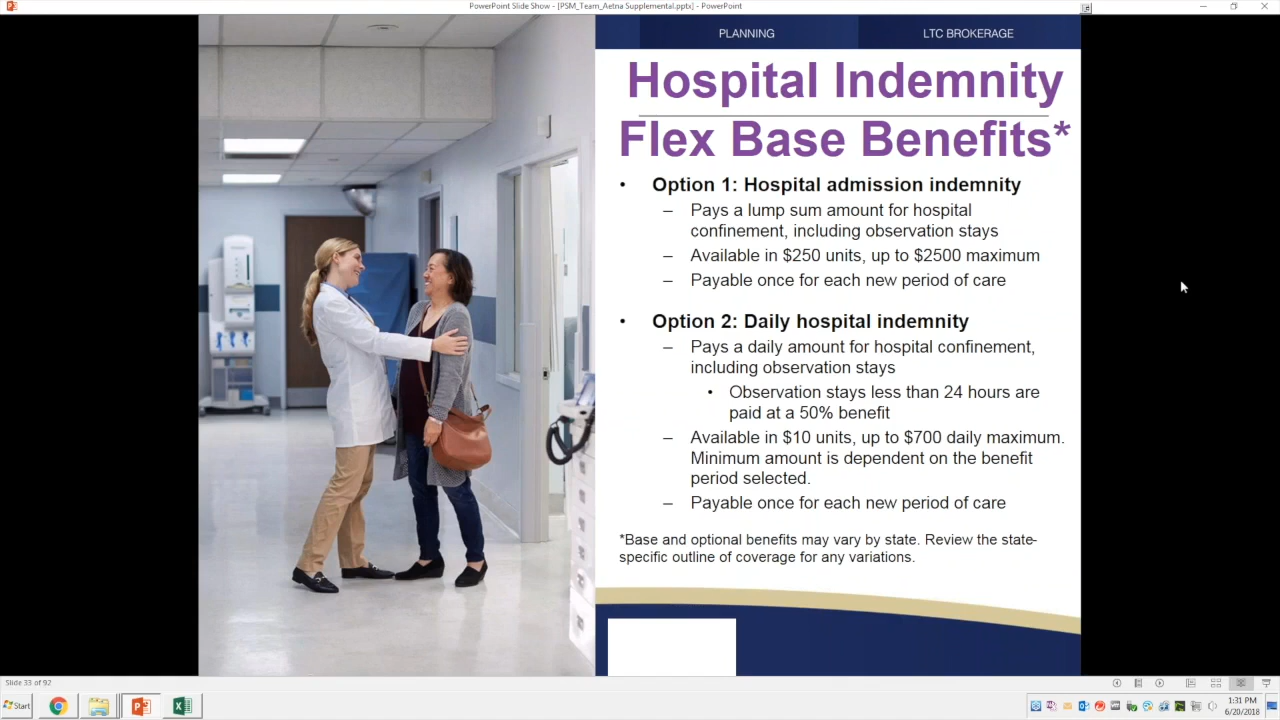 PowerPoint Slide Show - [PSM_Team_Aetna Supplemental.pptx] - PowerPoint
PLANNING
LTC BROKERAGE
Hospital Indemnity
Flex Base Benefits*
• Option 1: Hospital admission indemnity
– Pays a lump sum amount for hospital
confinement, including observation stays
– Available in $250 units, up to $2500 maximum
– Payable once for each new period of care
• Option 2: Daily hospital indemnity
– Pays a daily amount for hospital confinement,
including observation stays
• Observation stays less than 24 hours are
paid at a 50% benefit
– Available in $10 units, up to $700 daily maximum.
Minimum amount is dependent on the benefit
period selected.
– Payable once for each new period of care
*Base and optional benefits may vary by state. Review the state-
specific outline of coverage for any variations.
Slide 33 of 92
Start
1:31 PM
6/20/2018